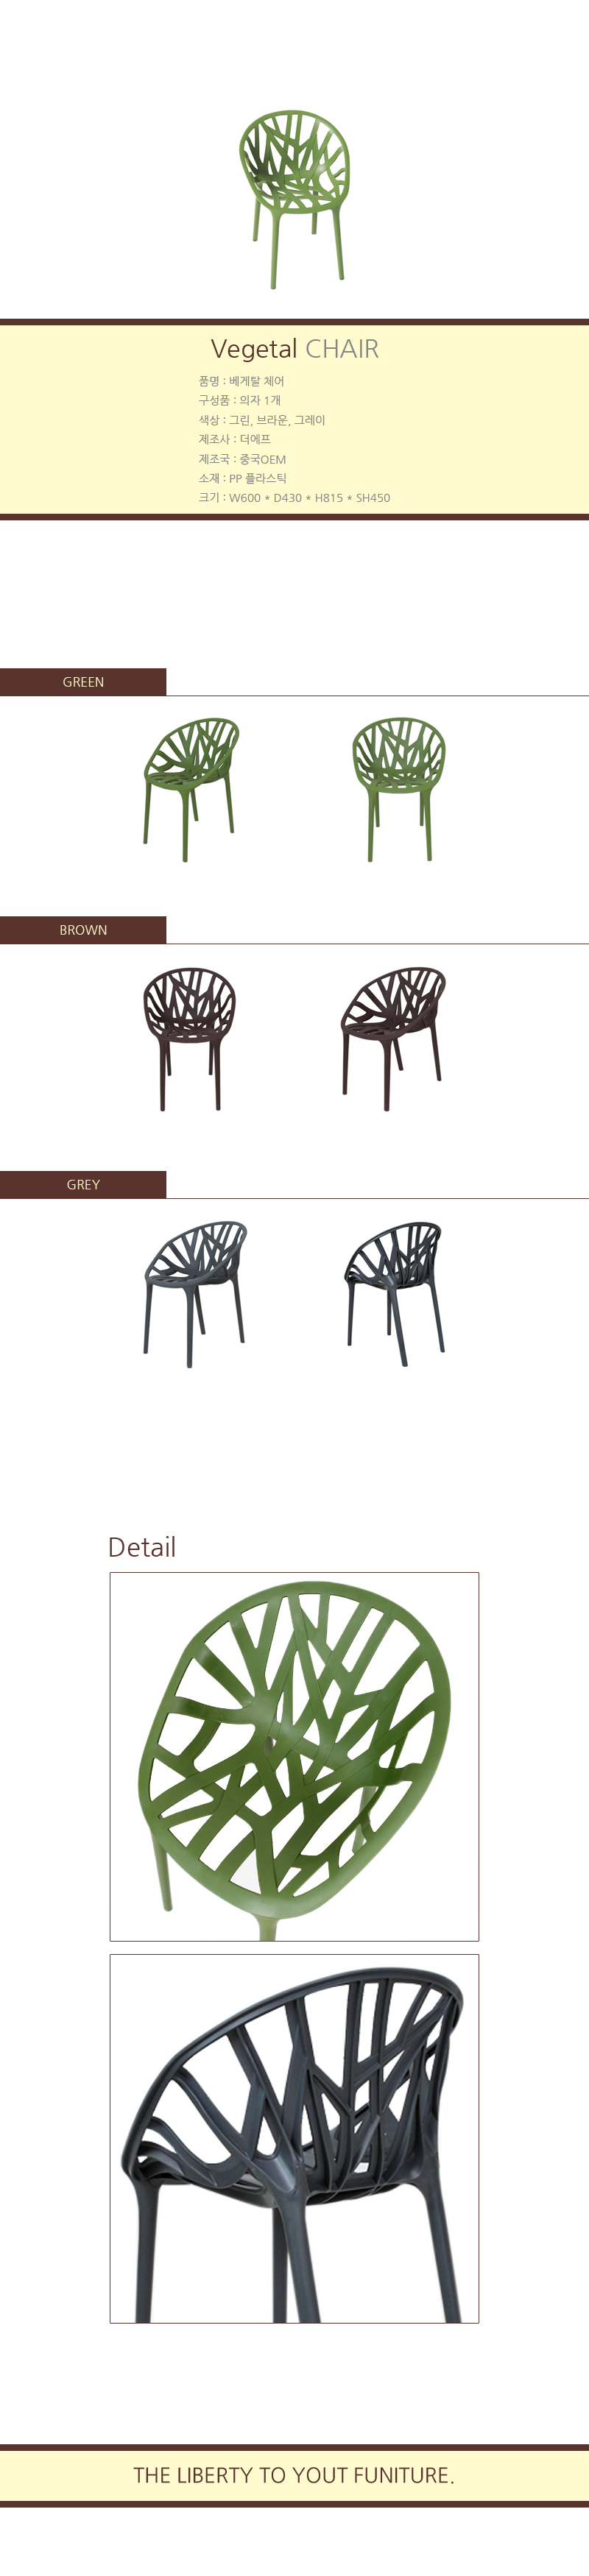 Vegetal CHAIR
품명 : 베게탈 체어
구성품 : 의자 1개
색상 : 그린, 브라운, 그레이
제조사 : 더에프
제조국 : 중국OEM
소재 : PP 플라스틱
크기 : W600 * D430 * H815 * SH450
GREEN
BROWN
GREY
Detail
THE LIBERTY TO YOUT FUNITURE.